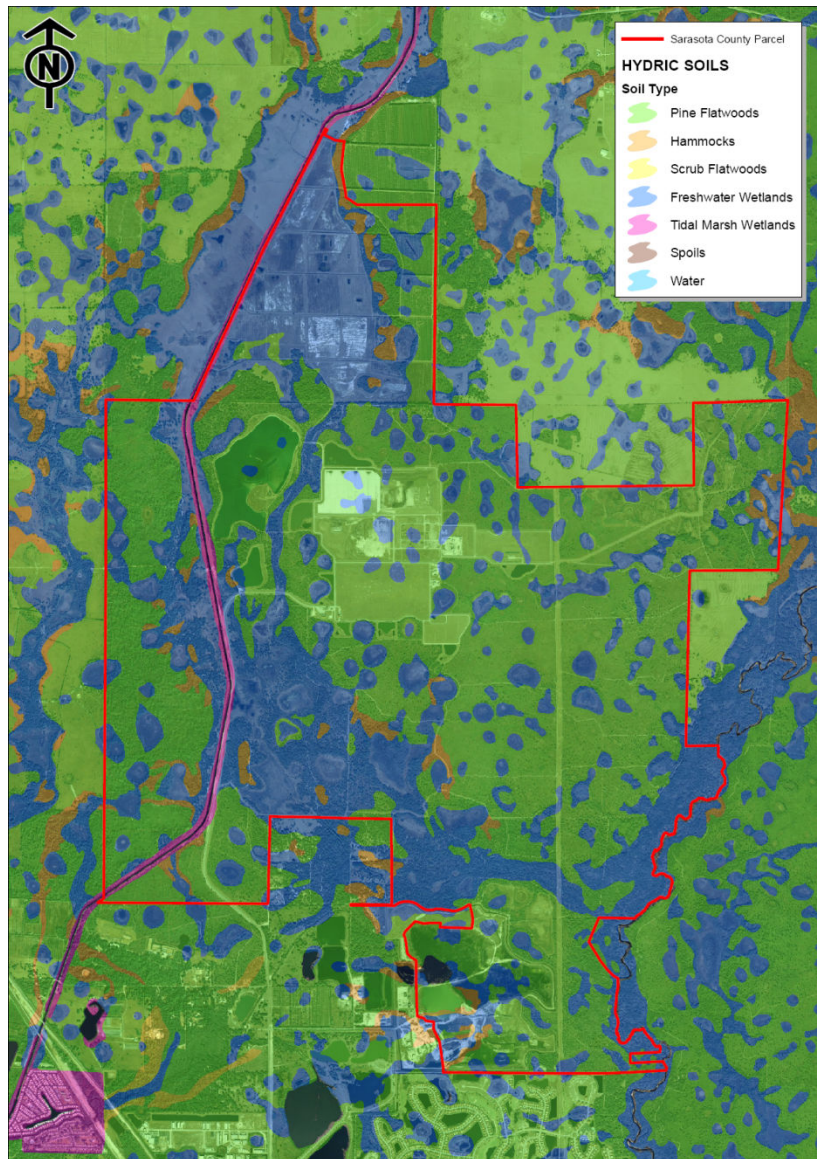 N
Sarasota County Parcel
HYDRIC SOILS
Soil Type
Pine Flatwoods
Hammocks
Scrub Flatwoods
Freshwater Wetlands
Tidal Marsh Wetlands
Spoils
Water